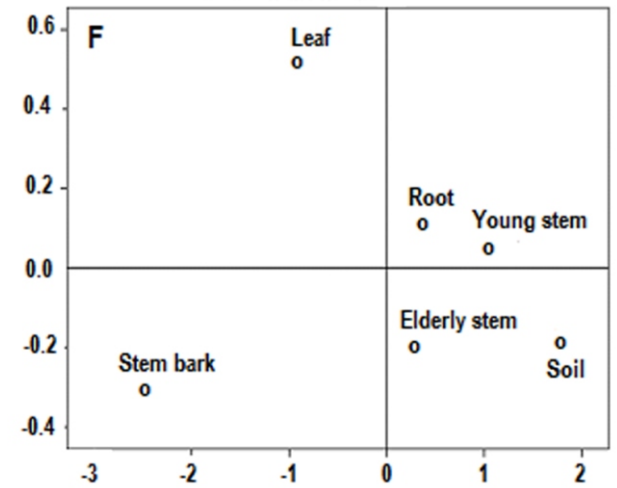 F
0.6
0.4
0.2
0.0
-0.2
-0.4
Leaf
Root
Young stem
Elderly stem
Stem bark
Soil
-3 -2 -1 0 1 2